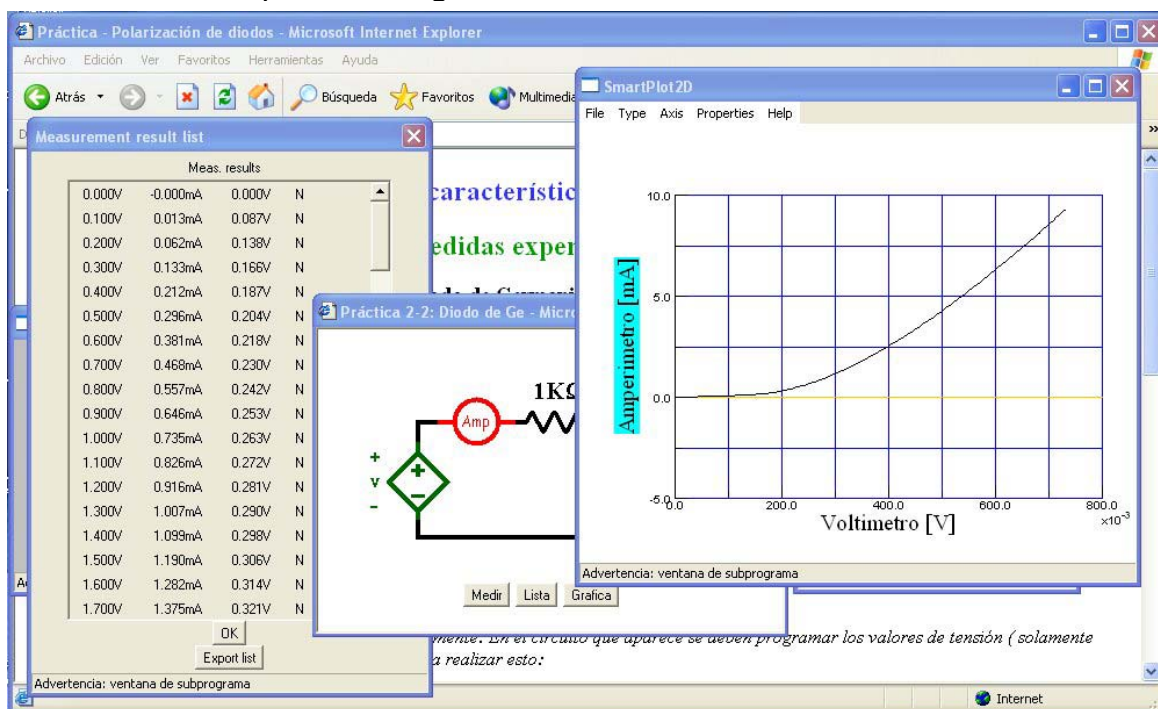 Práctica - Polarización de diodos - Microsoft Internet Explorer
Archivo Edición Ver Favoritos Herramientas Ayuda
Atrás Búsqueda Favoritos Multimedia
Measurement result list
Meas. results
0.000V -0.000mA 0.000V N
0.100V 0.013mA 0.087V N
0.200V 0.062mA 0.138V N
0.300V 0.133mA 0.166V N
0.400V 0.212mA 0.187V N
0.500V 0.296mA 0.204V N
0.600V 0.381mA 0.218V N
0.700V 0.468mA 0.230V N
0.800V 0.557mA 0.242V N
0.900V 0.646mA 0.253V N
1.000V 0.735mA 0.263V N
1.100V 0.826mA 0.272V N
1.200V 0.916mA 0.281V N
1.300V 1.007mA 0.290V N
1.400V 1.099mA 0.298V N
1.500V 1.190mA 0.306V N
1.600V 1.282mA 0.314V N
1.700V 1.375mA 0.321V N
OK
Export list
Advertencia: ventana de subprograma
característic
edidas exper
Práctica 2-2: Diodo de Ge - Micro
1KΩ
Amp
+
v
-
+
-
Medir Lista Grafica
SmartPlot2D
File Type Axis Properties Help
10.0
5.0
0.0
-5.0
Amperimetro [mA]
0.0 200.0 400.0 600.0 800.0
×10-3
Voltimetro [V]
Advertencia: ventana de subprograma
mente. En el circuito que aparece se deben programar los valores de tensión ( solamente
a realizar esto:
Internet